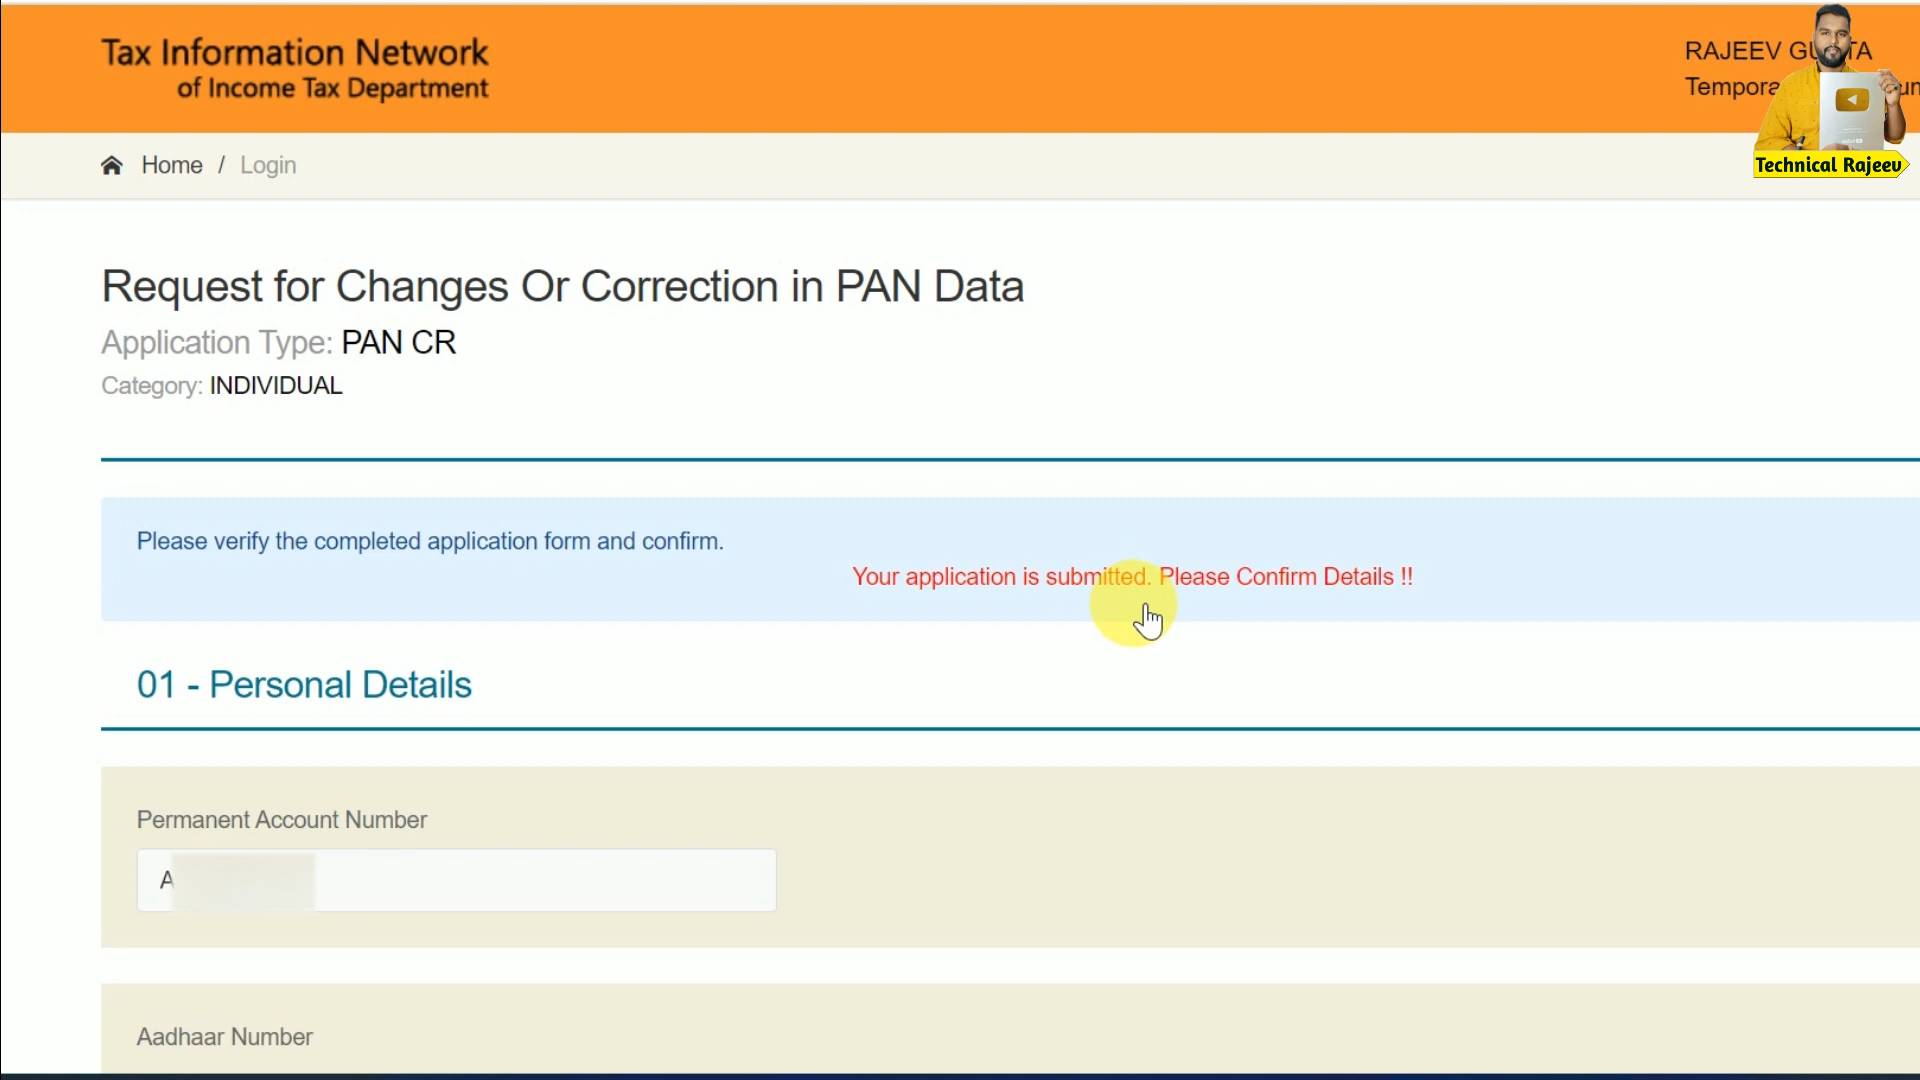 Tax Information Network
of Income Tax Department
RAJEEV
Home / Login
Technical Rajeev
Request for Changes Or Correction in PAN Data
Application Type: PAN CR
Category: INDIVIDUAL
Please verify the completed application form and confirm.
Your application is submitted. Please Confirm Details !!
01 - Personal Details
Permanent Account Number
A
Aadhaar Number